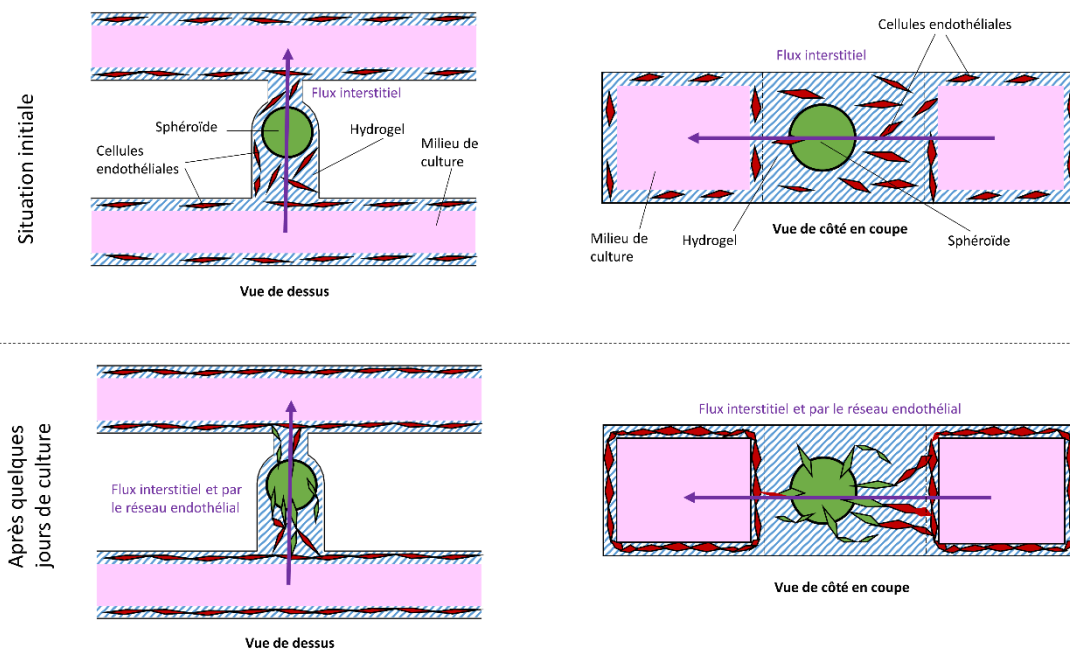 Situation initiale
Flux interstitiel
Sphéroïde
Hydrogel
Cellules
endothéliales
Milieu de
culture
Vue de dessus
Cellules endothéliales
Flux interstitiel
Milieu de
culture
Hydrogel
Vue de côté en coupe
Sphéroïde
Après quelques
jours de culture
Flux interstitiel et par
le réseau endothélial
Vue de dessus
Flux interstitiel et par le réseau endothélial
Vue de côté en coupe